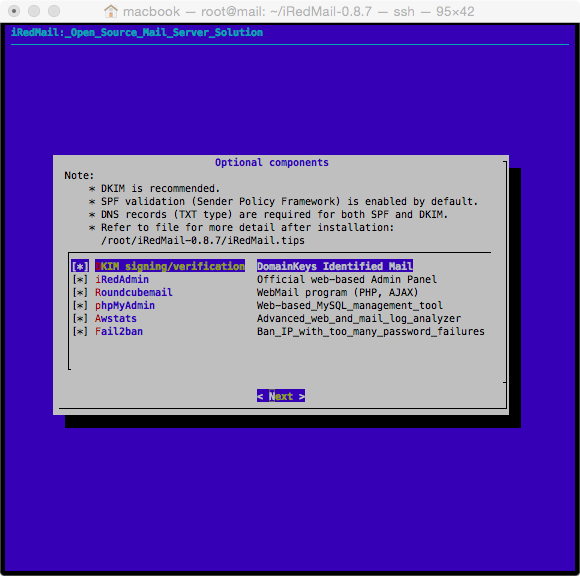 macbook — root@mail: ~/iRedMail-0.8.7 — ssh — 95×42
iRedMail:_Open_Source_Mail_Server_Solution
Optional components
Note:
* DKIM is recommended.
* SPF validation (Sender Policy Framework) is enabled by default.
* DNS records (TXT type) are required for both SPF and DKIM.
* Refer to file for more detail after installation:
/root/iRedMail-0.8.7/iRedMail.tips
[*] DKIM signing/verification DomainKeys Identified Mail
[*] iRedAdmin Official web-based Admin Panel
[*] Roundcubemail WebMail program (PHP, AJAX)
[*] phpMyAdmin Web-based_MySQL_management_tool
[*] Awstats Advanced_web_and_mail_log_analyzer
[*] Fail2ban Ban_IP_with_too_many_password_failures
< Next >